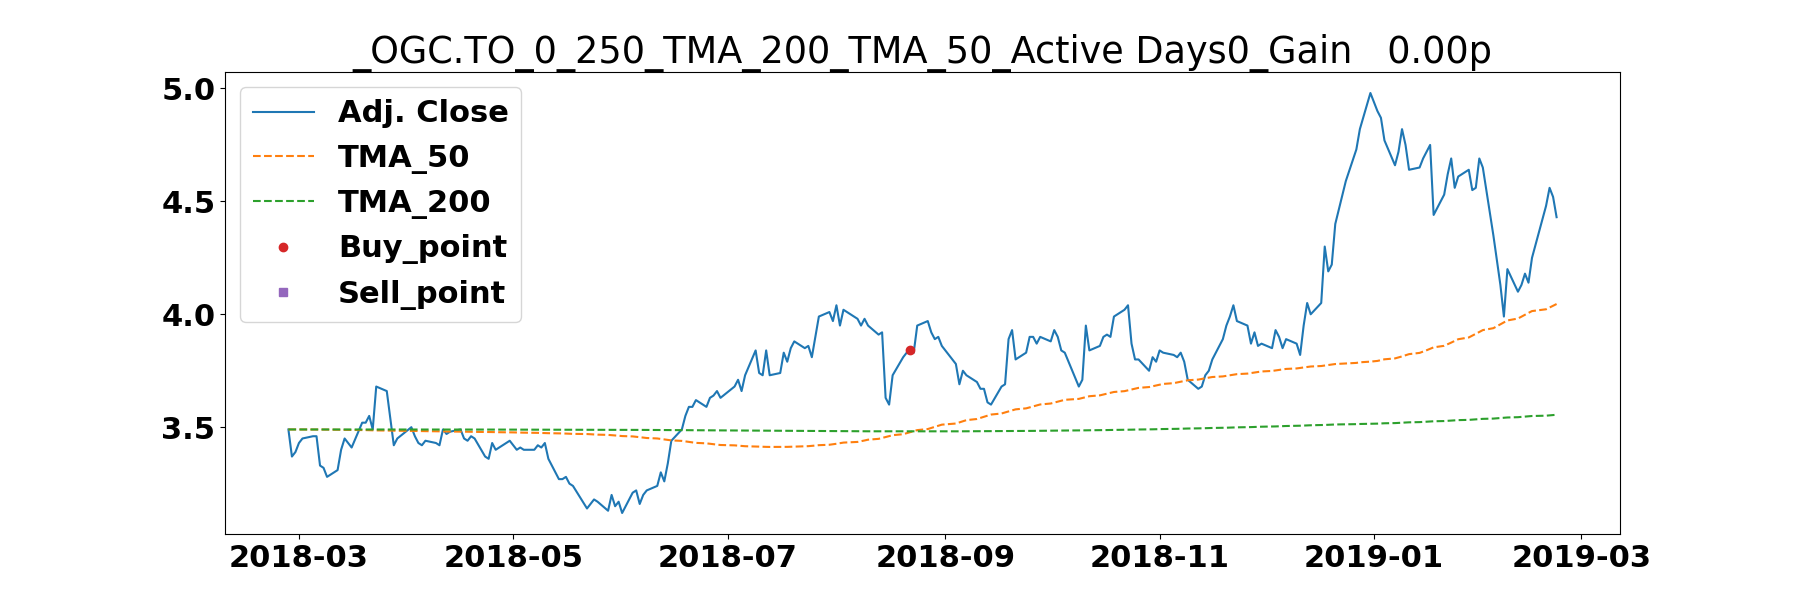 _OGC.TO_0_250_TMA_200_TMA_50_Active Days0_Gain   0.00p
5.0
4.5
4.0
3.5
Adj. Close
TMA_50
TMA_200
Buy_point
Sell_point
2018-03 2018-05 2018-07 2018-09 2018-11 2019-01 2019-03